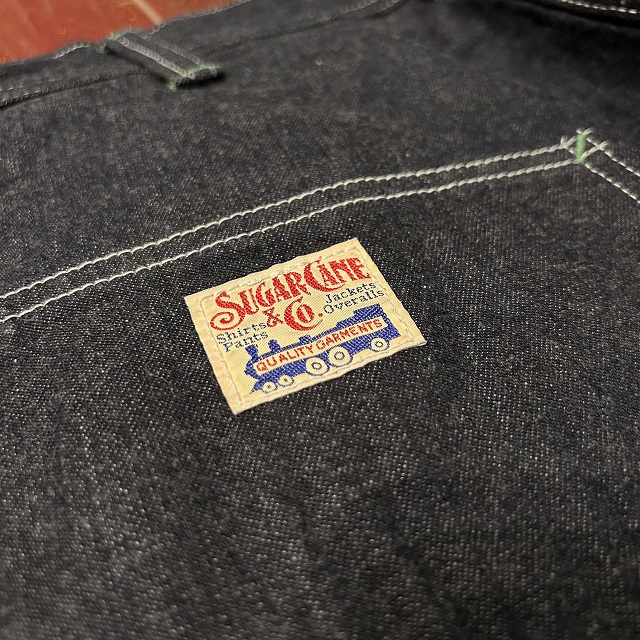 SUGAR CANE
& CO.
Shirts
Pants
Jackets
Overalls
QUALITY GARMENTS